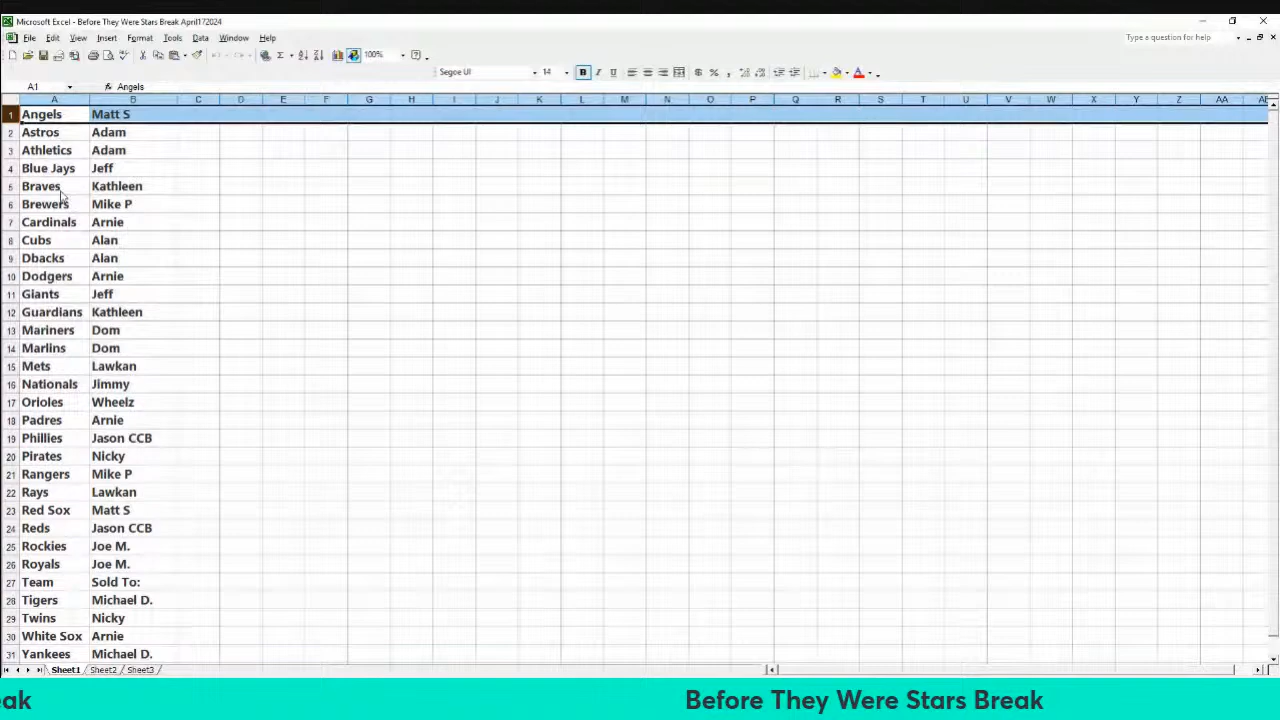 Microsoft Excel - Before They Were Stars Break April172024
File Edit View Insert Format Tools Data Window Help
Type a question for help
100%
Segoe UI 14 B I U $ % ,
A1 fx Angels
A B C D E F G H I J K L M N O P Q R S T U V W X Y Z AA
1 Angels Matt S
2 Astros Adam
3 Athletics Adam
4 Blue Jays Jeff
5 Braves Kathleen
6 Brewers Mike P
7 Cardinals Arnie
8 Cubs Alan
9 Dbacks Alan
10 Dodgers Arnie
11 Giants Jeff
12 Guardians Kathleen
13 Mariners Dom
14 Marlins Dom
15 Mets Lawkan
16 Nationals Jimmy
17 Orioles Wheelz
18 Padres Arnie
19 Phillies Jason CCB
20 Pirates Nicky
21 Rangers Mike P
22 Rays Lawkan
23 Red Sox Matt S
24 Reds Jason CCB
25 Rockies Joe M.
26 Royals Joe M.
27 Team Sold To:
28 Tigers Michael D.
29 Twins Nicky
30 White Sox Arnie
31 Yankees Michael D.
Sheet1 Sheet2 Sheet3
eak Before They Were Stars Break